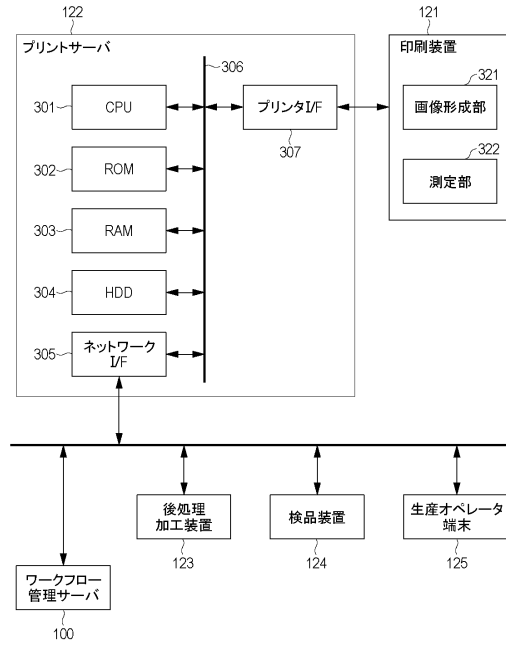 122
121
プリントサーバ
印刷装置
306
301
CPU
プリンタI/F
307
321
画像形成部
302
ROM
322
測定部
303
RAM
304
HDD
305
ネットワーク
I/F
後処理
加工装置
123
検品装置
124
生産オペレータ
端末
125
ワークフロー
管理サーバ
100